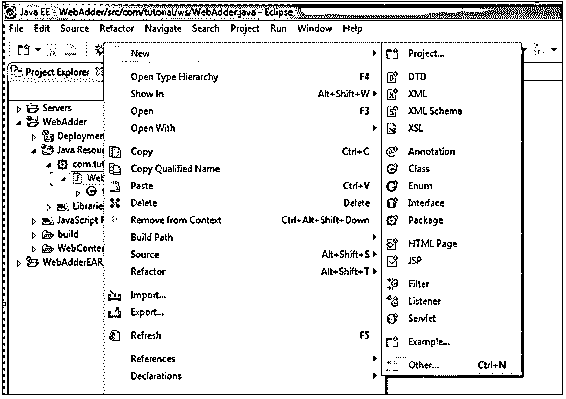 Java EE - WebAdder/src/com/tutorial/ws/WebAdder.java - Eclipse
File Edit Source Refactor Navigate Search Project Run Window Help
Project Explorer
Servers
WebAdder
Deploymen
Java Resour
com.tut
Web
Librarie
JavaScript R
build
WebConte
WebAdderEAR
New
Open Type Hierarchy F4
Show In Alt+Shift+W
Open F3
Open With
Copy Ctrl+C
Copy Qualified Name
Paste Ctrl+V
Delete Delete
Remove from Context Ctrl+Alt+Shift+Down
Build Path
Source Alt+Shift+S
Refactor Alt+Shift+T
Import...
Export...
Refresh F5
References
Declarations
Project...
DTD
XML
XML Schema
XSL
Annotation
Class
Enum
Interface
Package
HTML Page
JSP
Filter
Listener
Servlet
Example...
Other... Ctrl+N